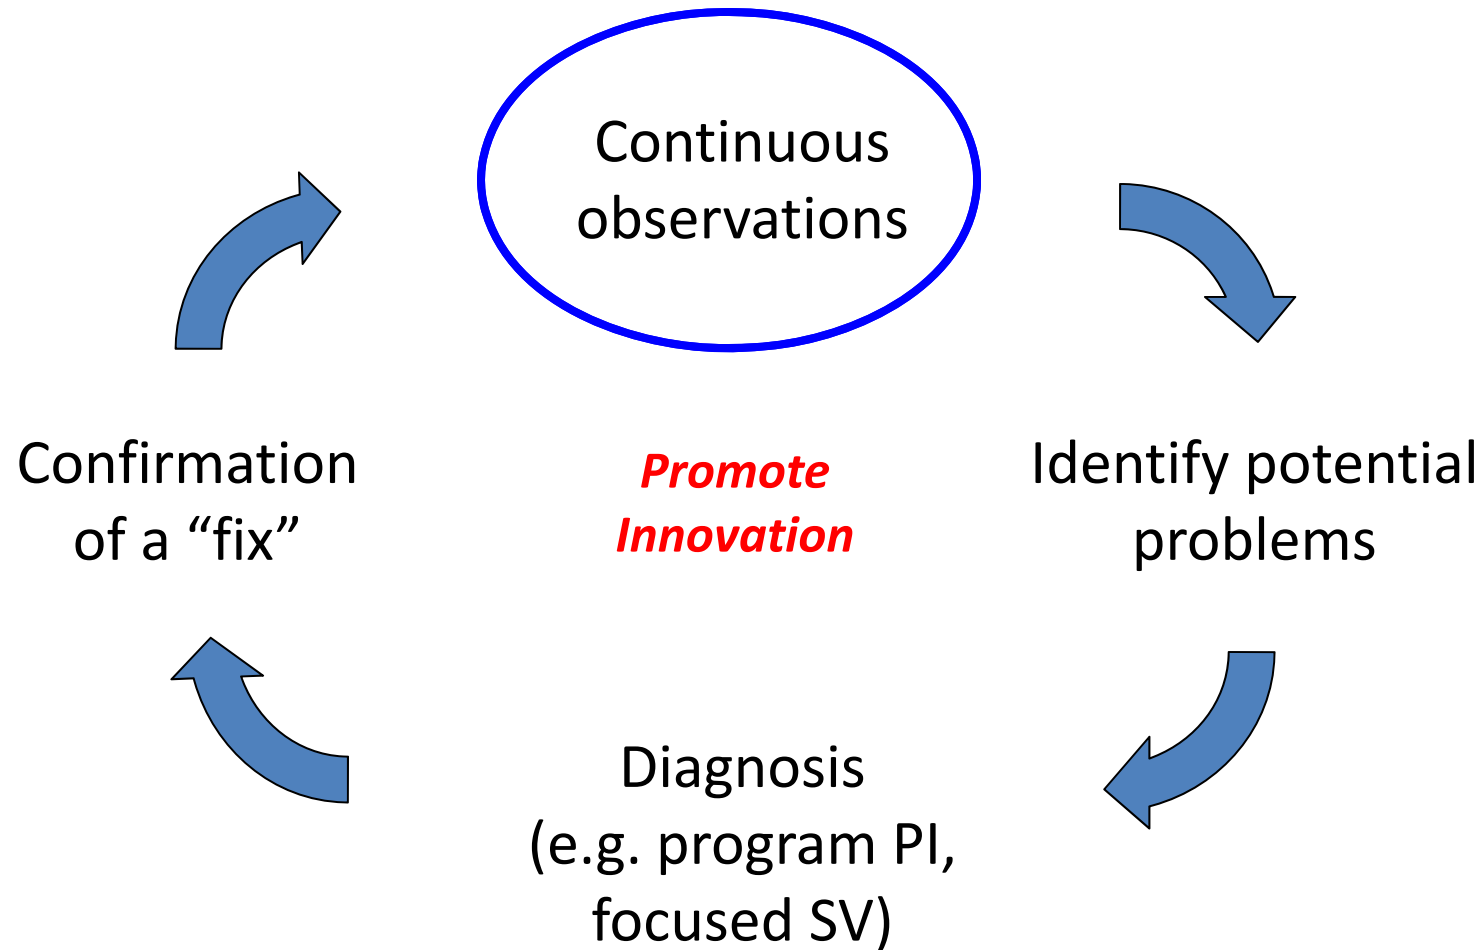 Continuous
observations
Identify potential
problems
Diagnosis
(e.g. program PI,
focused SV)
Confirmation
of a “fix”
Promote
Innovation